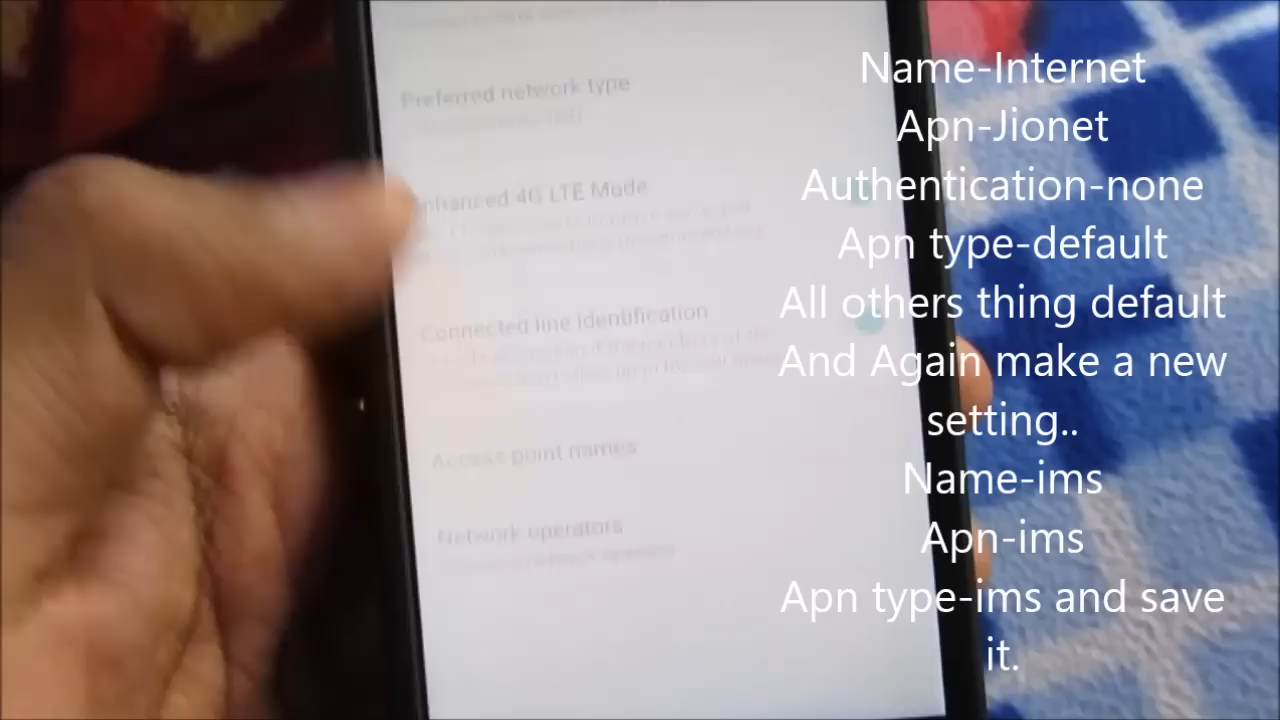 Preferred network type
Enhanced 4G LTE Mode
Connected line identification
Access point names
Network operators
Name-Internet
Apn-Jionet
Authentication-none
Apn type-default
All others thing default
And Again make a new
setting..
Name-ims
Apn-ims
Apn type-ims and save
it.